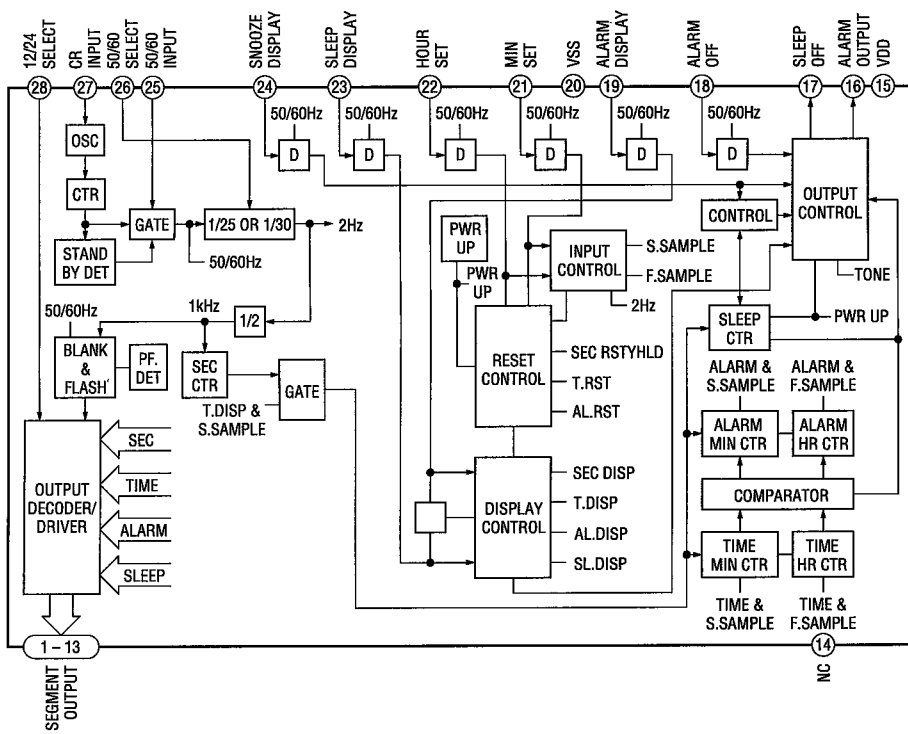 12/24 SELECT
CR INPUT
50/60 SELECT
50/60 INPUT
SNOOZE DISPLAY
SLEEP DISPLAY
HOUR SET
MIN SET
VSS
ALARM DISPLAY
ALARM OFF
SLEEP OFF
ALARM OUTPUT
VDD
28
27
26
25
24
23
22
21
20
19
18
17
16
15
50/60Hz
50/60Hz
50/60Hz
50/60Hz
50/60Hz
50/60Hz
OSC
D
D
D
D
D
D
OUTPUT
CONTROL
CTR
GATE
1/25 OR 1/30
2Hz
CONTROL
STAND
BY DET
50/60Hz
PWR
UP
PWR
UP
INPUT
CONTROL
S.SAMPLE
F.SAMPLE
2Hz
TONE
50/60Hz
1kHz
1/2
SLEEP
CTR
PWR UP
BLANK
& FLASH
PF.
DET
SEC
CTR
GATE
T.DISP &
S.SAMPLE
RESET
CONTROL
SEC RSTYHLD
T.RST
AL.RST
ALARM &
S.SAMPLE
ALARM &
F.SAMPLE
ALARM
MIN CTR
ALARM
HR CTR
OUTPUT
DECODER/
DRIVER
SEC
TIME
ALARM
SLEEP
DISPLAY
CONTROL
SEC DISP
T.DISP
AL.DISP
SL.DISP
COMPARATOR
TIME
MIN CTR
TIME
HR CTR
TIME &
S.SAMPLE
TIME &
F.SAMPLE
1 – 13
14
SEGMENT OUTPUT
NC